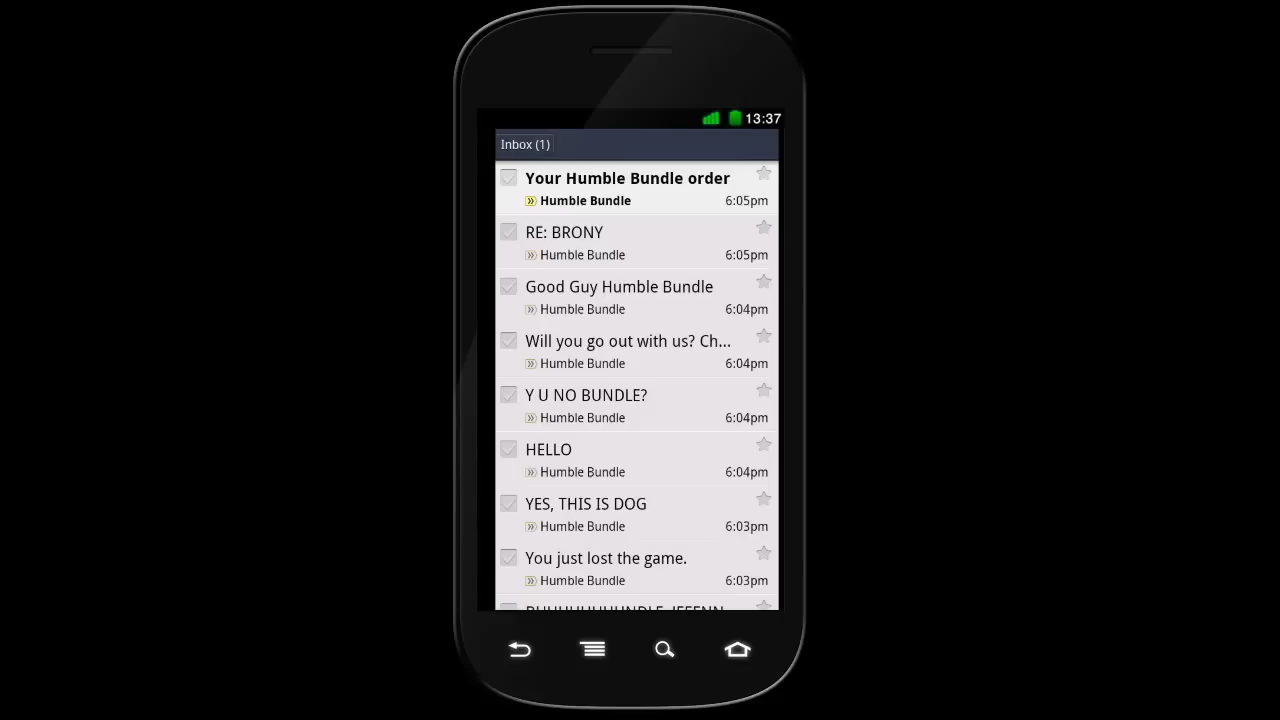 13:37
Inbox (1)
Your Humble Bundle order
Humble Bundle 6:05pm
RE: BRONY
Humble Bundle 6:05pm
Good Guy Humble Bundle
Humble Bundle 6:04pm
Will you go out with us? Ch...
Humble Bundle 6:04pm
Y U NO BUNDLE?
Humble Bundle 6:04pm
HELLO
Humble Bundle 6:04pm
YES, THIS IS DOG
Humble Bundle 6:03pm
You just lost the game.
Humble Bundle 6:03pm